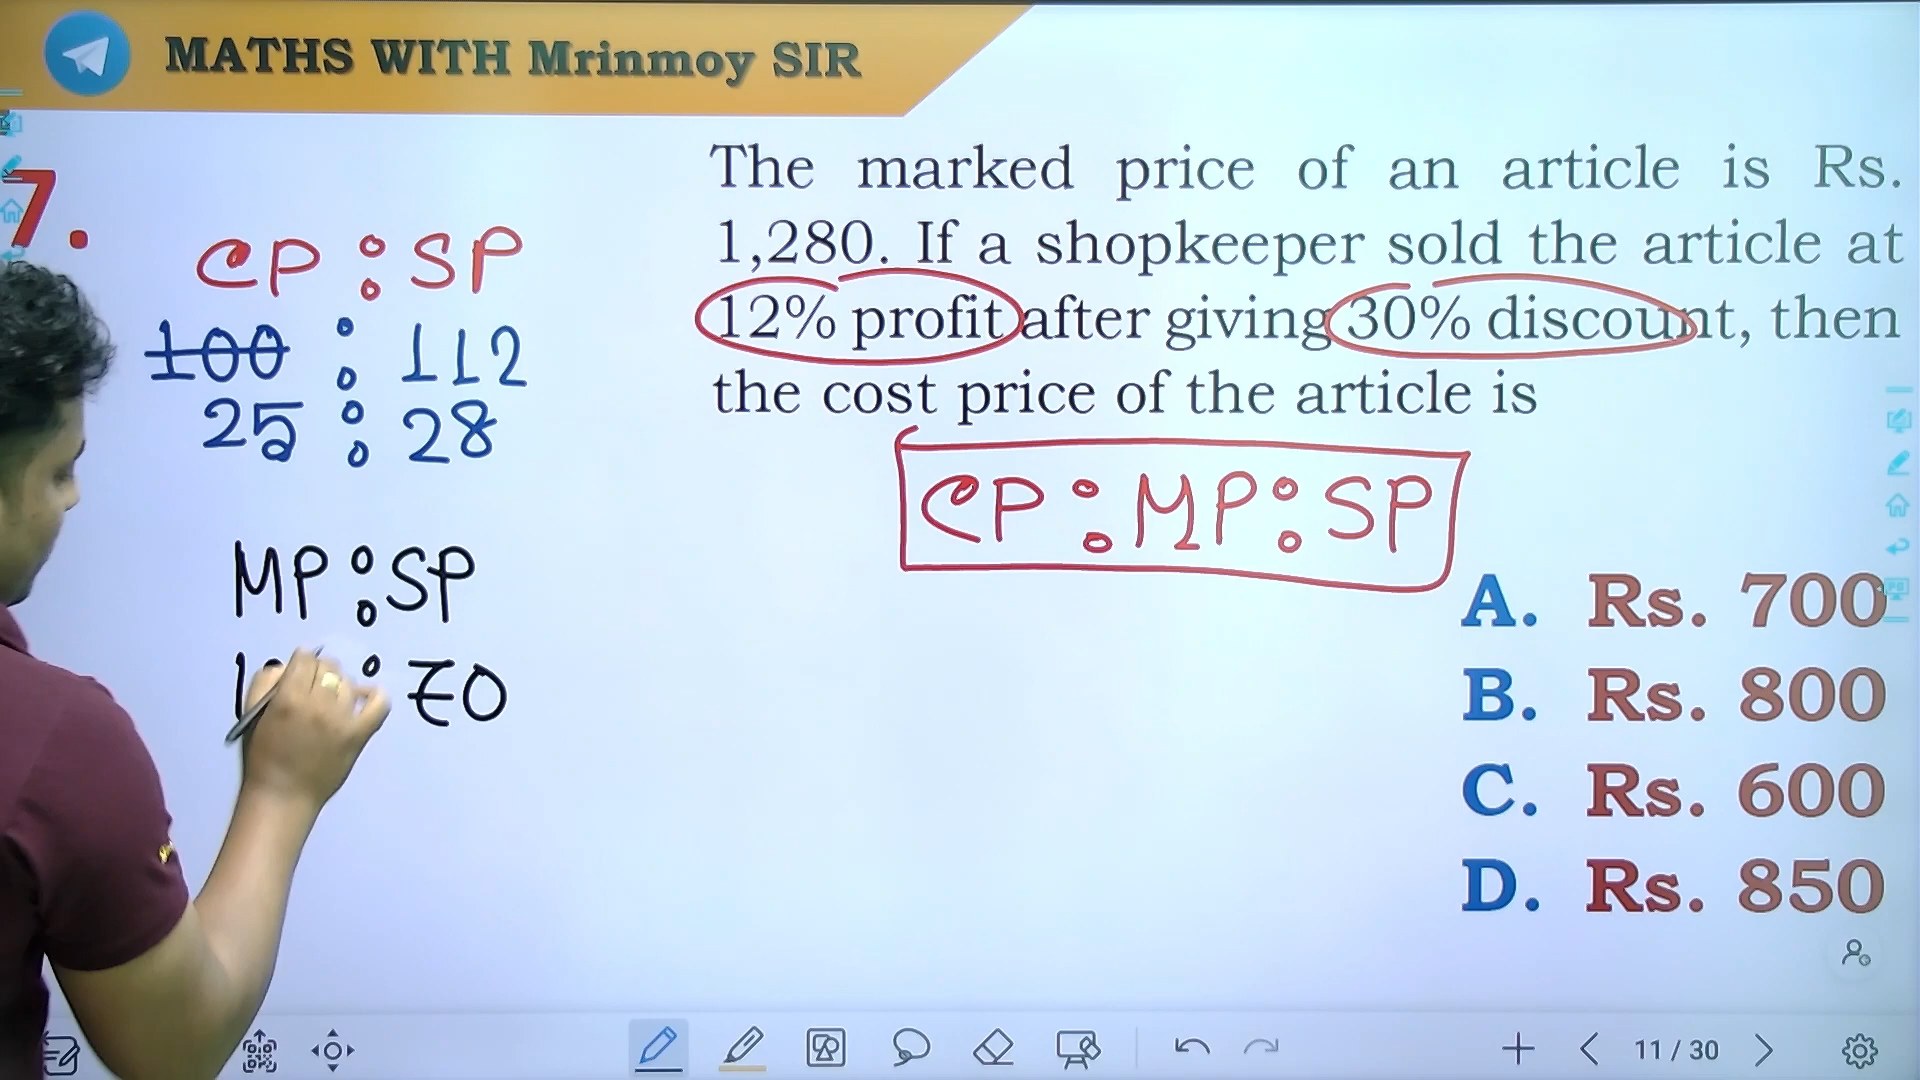 MATHS WITH Mrinmoy SIR
7.
The marked price of an article is Rs.
1,280. If a shopkeeper sold the article at
12% profit after giving 30% discount, then
the cost price of the article is
CP : SP
100 : 112
25 : 28
CP : MP : SP
MP : SP
A. Rs. 700
B. Rs. 800
C. Rs. 600
D. Rs. 850
11 / 30